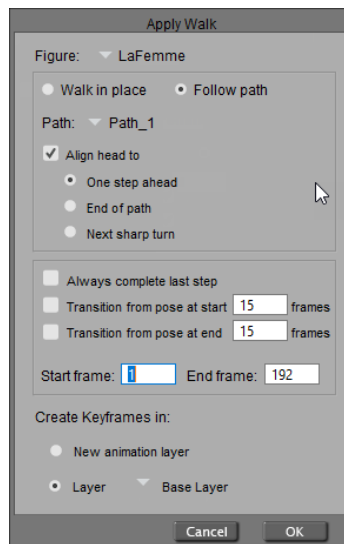 Apply Walk
Figure: LaFemme
Walk in place Follow path
Path: Path_1
Align head to
One step ahead
End of path
Next sharp turn
Always complete last step
Transition from pose at start 15 frames
Transition from pose at end 15 frames
Start frame: 1 End frame: 192
Create Keyframes in:
New animation layer
Layer Base Layer
Cancel OK